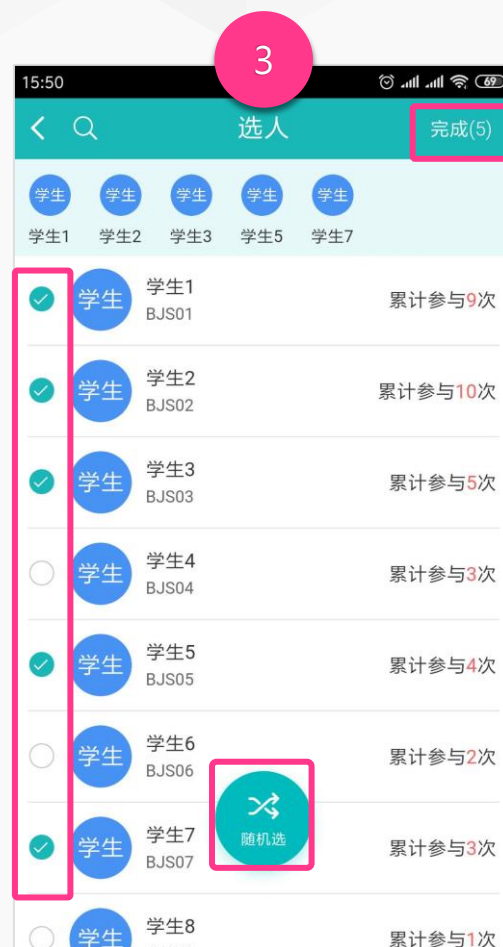 3
15:50
69
选人
完成(5)
学生 学生 学生 学生 学生
学生1 学生2 学生3 学生5 学生7
学生 学生1 累计参与9次
BJS01
学生 学生2 累计参与10次
BJS02
学生 学生3 累计参与5次
BJS03
学生 学生4 累计参与3次
BJS04
学生 学生5 累计参与4次
BJS05
学生 学生6 累计参与2次
BJS06
随机选
学生 学生7 累计参与3次
BJS07
学生 学生8 累计参与1次